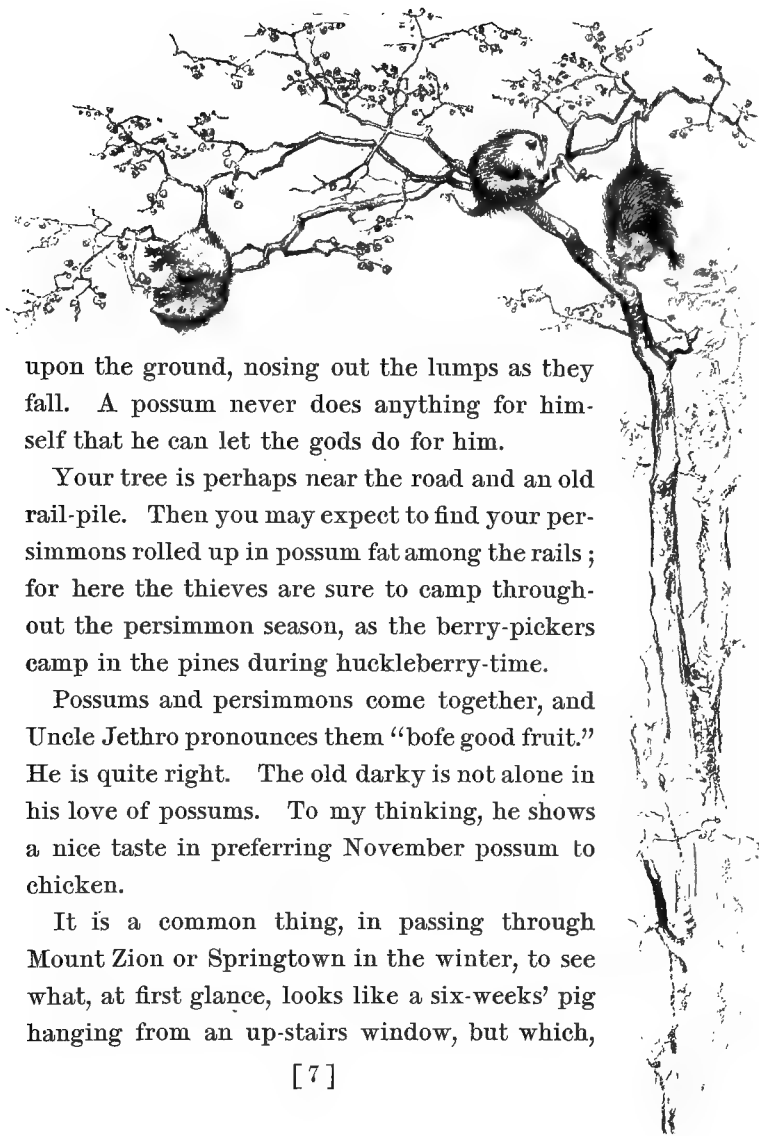 upon the ground, nosing out the lumps as they
fall. A possum never does anything for him-
self that he can let the gods do for him.
Your tree is perhaps near the road and an old
rail-pile. Then you may expect to find your per-
simmons rolled up in possum fat among the rails ;
for here the thieves are sure to camp through-
out the persimmon season, as the berry-pickers
camp in the pines during huckleberry-time.
Possums and persimmons come together, and
Uncle Jethro pronounces them “bofe good fruit.”
He is quite right. The old darky is not alone in
his love of possums. To my thinking, he shows
a nice taste in preferring November possum to
chicken.
It is a common thing, in passing through
Mount Zion or Springtown in the winter, to see
what, at first glance, looks like a six-weeks’ pig
hanging from an up-stairs window, but which,
[7]